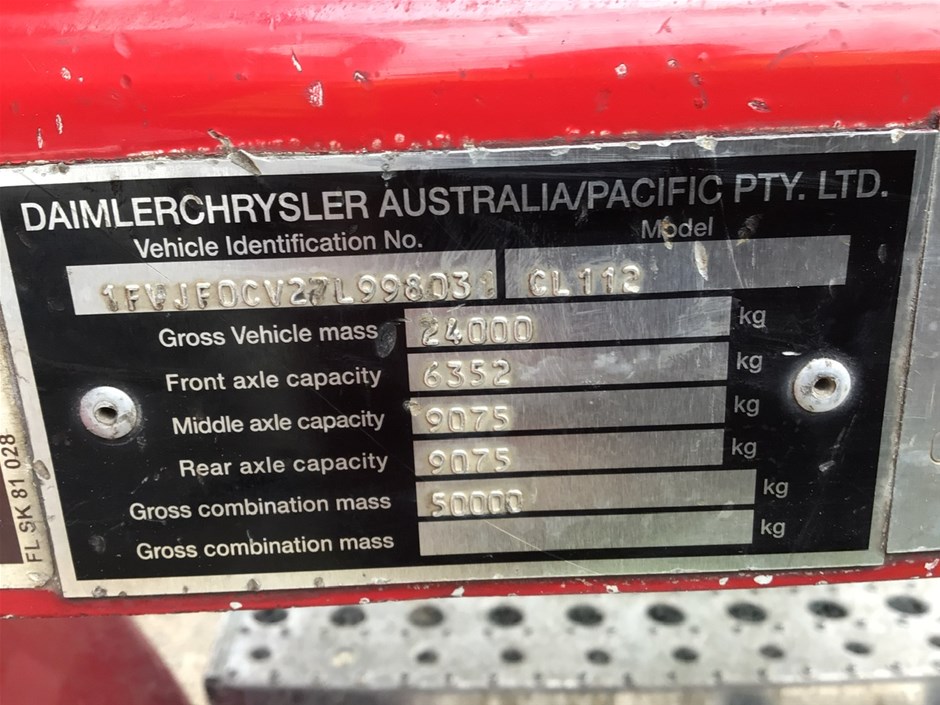 DAIMLERCHRYSLER AUSTRALIA/PACIFIC PTY. LTD.
Vehicle Identification No. Model
1FVJF0CV27L998031 CL112
Gross Vehicle mass 24000 kg
Front axle capacity 6352 kg
Middle axle capacity 9075 kg
Rear axle capacity 9075 kg
Gross combination mass 50000 kg
Gross combination mass kg
FL SK 81 028